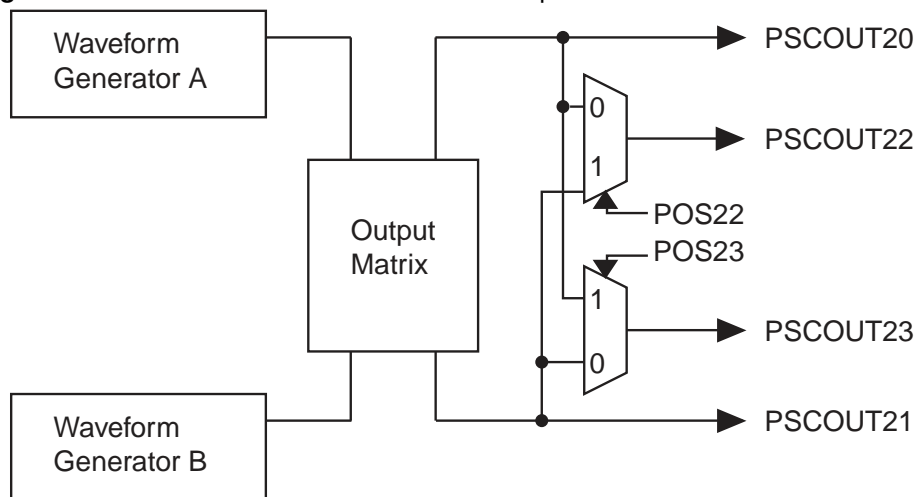 Waveform
Generator A
PSCOUT20
0
PSCOUT22
1
POS22
Output
Matrix
POS23
1
PSCOUT23
0
Waveform
Generator B
PSCOUT21